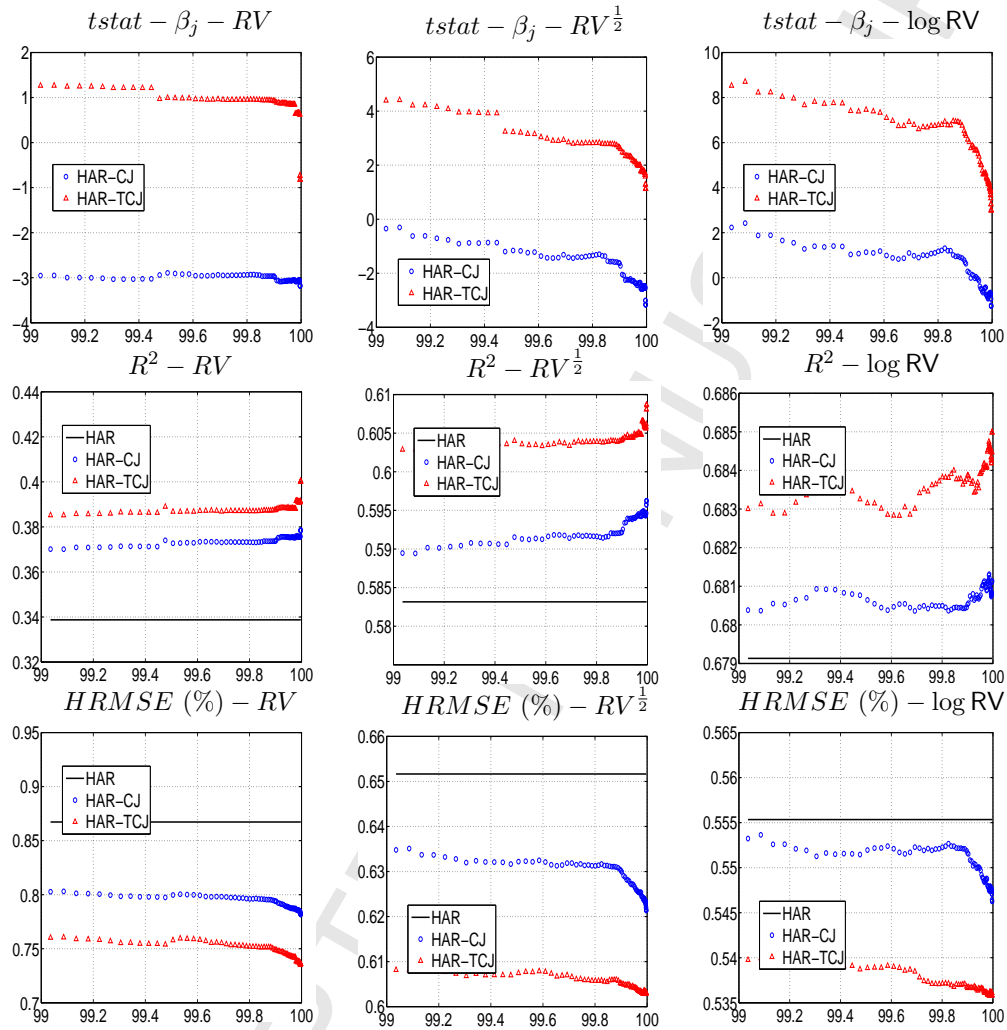 tstat − β_j − RV
tstat − β_j − RV^{1/2}
tstat − β_j − log RV
2
1
0
−1
−2
−3
−4
HAR−CJ
HAR−TCJ
99 99.2 99.4 99.6 99.8 100
6
4
2
0
−2
−4
HAR−CJ
HAR−TCJ
99 99.2 99.4 99.6 99.8 100
10
8
6
4
2
0
−2
HAR−CJ
HAR−TCJ
99 99.2 99.4 99.6 99.8 100
R² − RV
R² − RV^{1/2}
R² − log RV
0.44
0.42
0.4
0.38
0.36
0.34
0.32
HAR
HAR−CJ
HAR−TCJ
99 99.2 99.4 99.6 99.8 100
0.61
0.605
0.6
0.595
0.59
0.585
0.58
HAR
HAR−CJ
HAR−TCJ
99 99.2 99.4 99.6 99.8 100
0.686
0.685
0.684
0.683
0.682
0.681
0.68
0.679
HAR
HAR−CJ
HAR−TCJ
99 99.2 99.4 99.6 99.8 100
HRMSE (%) − RV
HRMSE (%) − RV^{1/2}
HRMSE (%) − log RV
0.95
0.9
0.85
0.8
0.75
0.7
HAR
HAR−CJ
HAR−TCJ
99 99.2 99.4 99.6 99.8 100
0.66
0.65
0.64
0.63
0.62
0.61
0.6
HAR
HAR−CJ
HAR−TCJ
99 99.2 99.4 99.6 99.8 100
0.565
0.56
0.555
0.55
0.545
0.54
0.535
HAR
HAR−CJ
HAR−TCJ
99 99.2 99.4 99.6 99.8 100